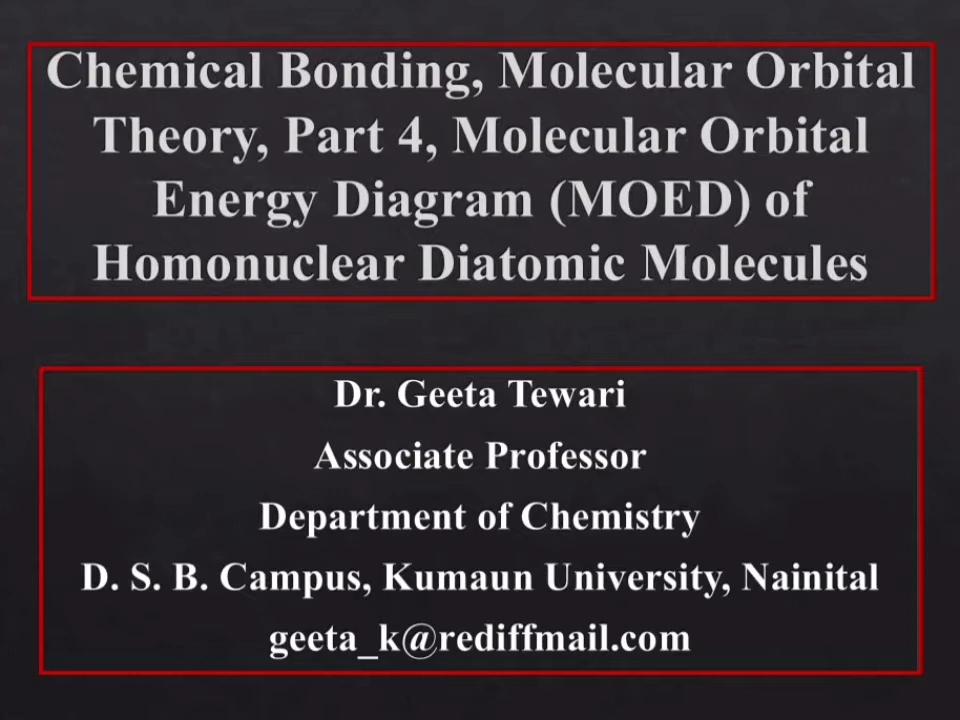 Chemical Bonding, Molecular Orbital
Theory, Part 4, Molecular Orbital
Energy Diagram (MOED) of
Homonuclear Diatomic Molecules
Dr. Geeta Tewari
Associate Professor
Department of Chemistry
D. S. B. Campus, Kumaun University, Nainital
geeta_k@rediffmail.com